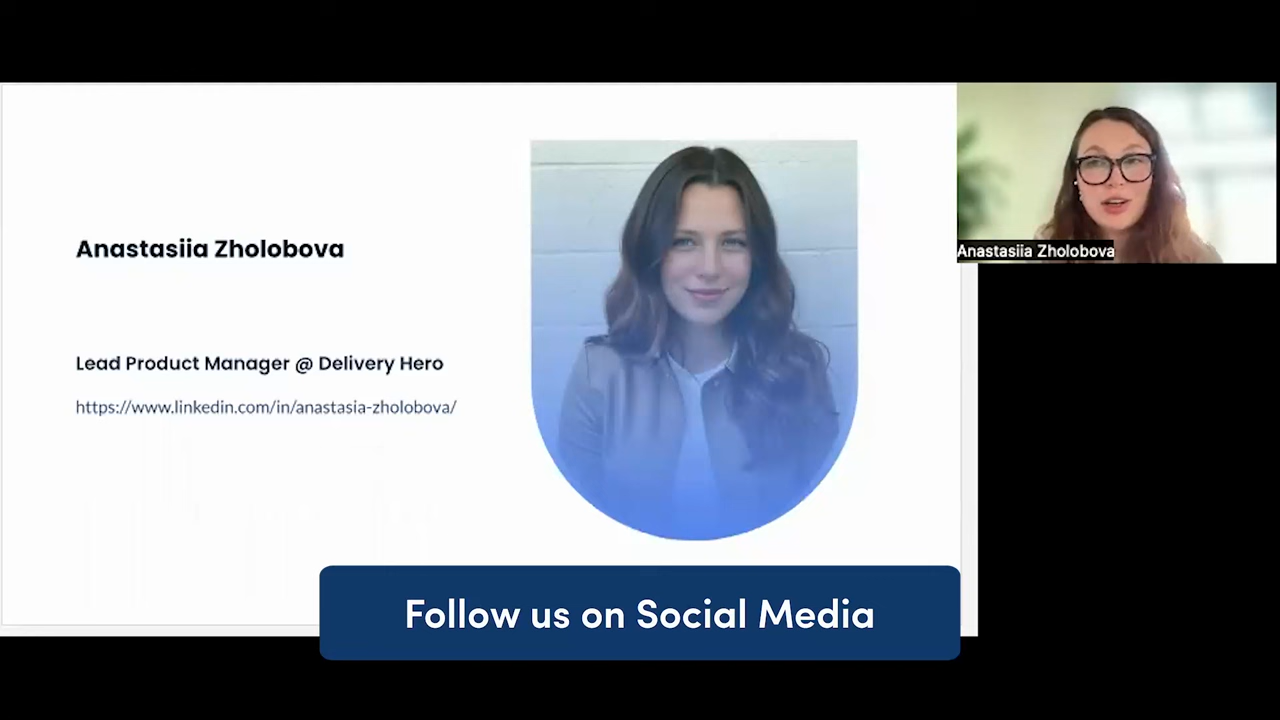 Anastasiia Zholobova
Lead Product Manager @ Delivery Hero
https://www.linkedin.com/in/anastasia-zholobova/
Anastasiia Zholobova
Follow us on Social Media